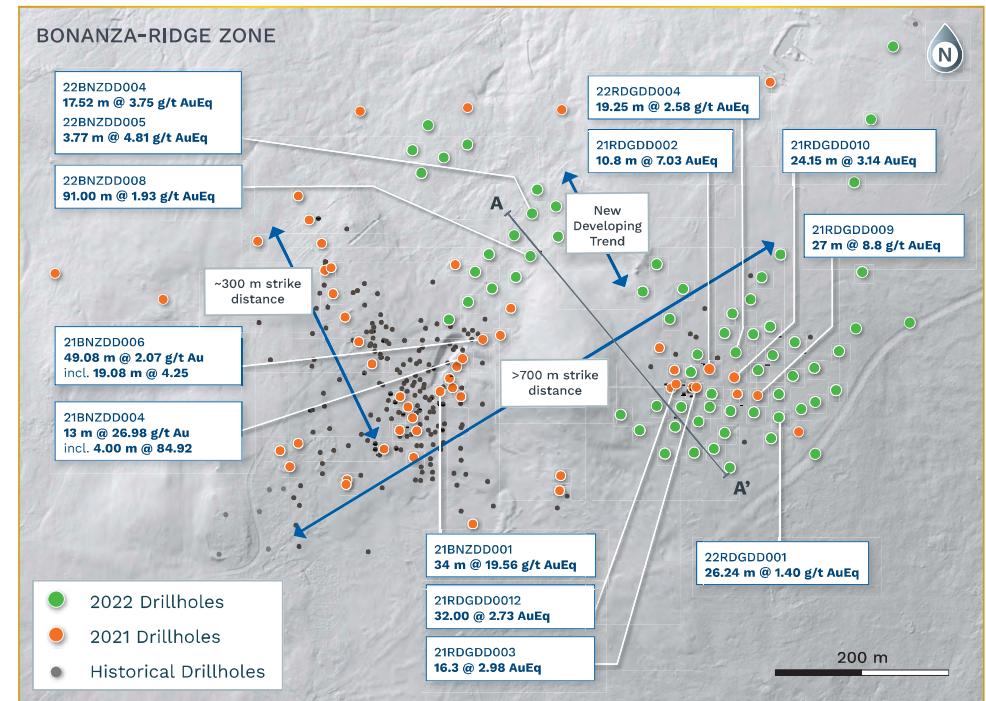 BONANZA-RIDGE ZONE
N
22BNZDD004
17.52 m @ 3.75 g/t AuEq
22BNZDD005
3.77 m @ 4.81 g/t AuEq
22BNZDD008
91.00 m @ 1.93 g/t AuEq
22RDGDD004
19.25 m @ 2.58 g/t AuEq
21RDGDD002
10.8 m @ 7.03 AuEq
21RDGDD010
24.15 m @ 3.14 AuEq
21RDGDD009
27 m @ 8.8 g/t AuEq
A
New
Developing
Trend
~300 m strike
distance
>700 m strike
distance
21BNZDD006
49.08 m @ 2.07 g/t Au
incl. 19.08 m @ 4.25
21BNZDD004
13 m @ 26.98 g/t Au
incl. 4.00 m @ 84.92
A'
21BNZDD001
34 m @ 19.56 g/t AuEq
21RDGDD0012
32.00 @ 2.73 AuEq
21RDGDD003
16.3 @ 2.98 AuEq
22RDGDD001
26.24 m @ 1.40 g/t AuEq
2022 Drillholes
2021 Drillholes
Historical Drillholes
200 m